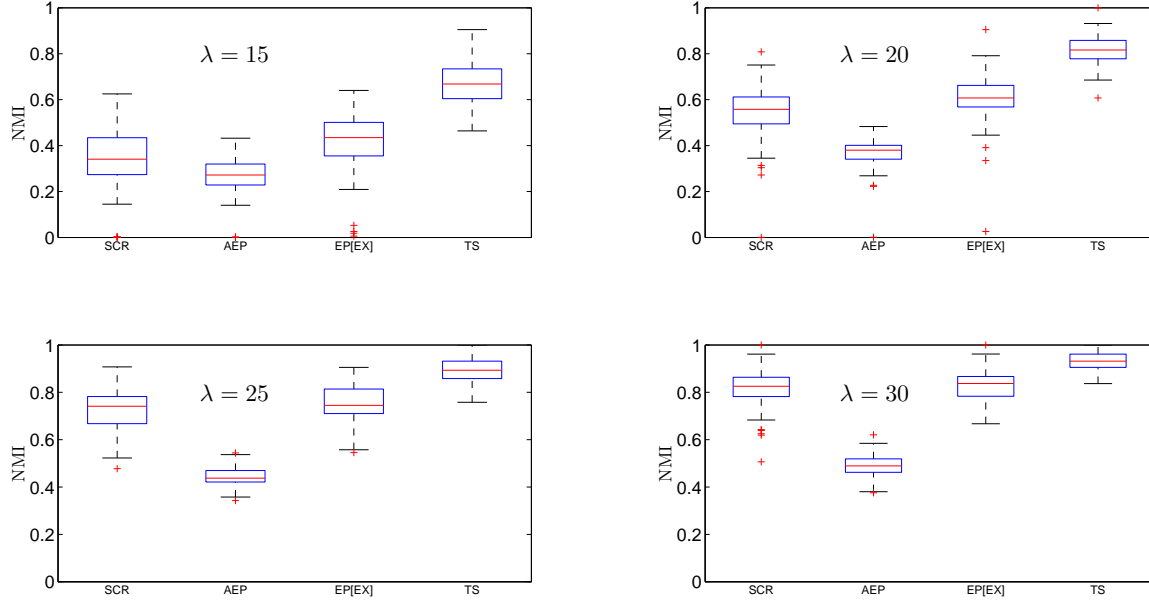 1
0.8
0.6
0.4
0.2
0
NMI
λ = 15
SCR AEP EP[EX] TS
1
0.8
0.6
0.4
0.2
0
NMI
λ = 20
SCR AEP EP[EX] TS
1
0.8
0.6
0.4
0.2
0
NMI
λ = 25
SCR AEP EP[EX] TS
1
0.8
0.6
0.4
0.2
0
NMI
λ = 30
SCR AEP EP[EX] TS